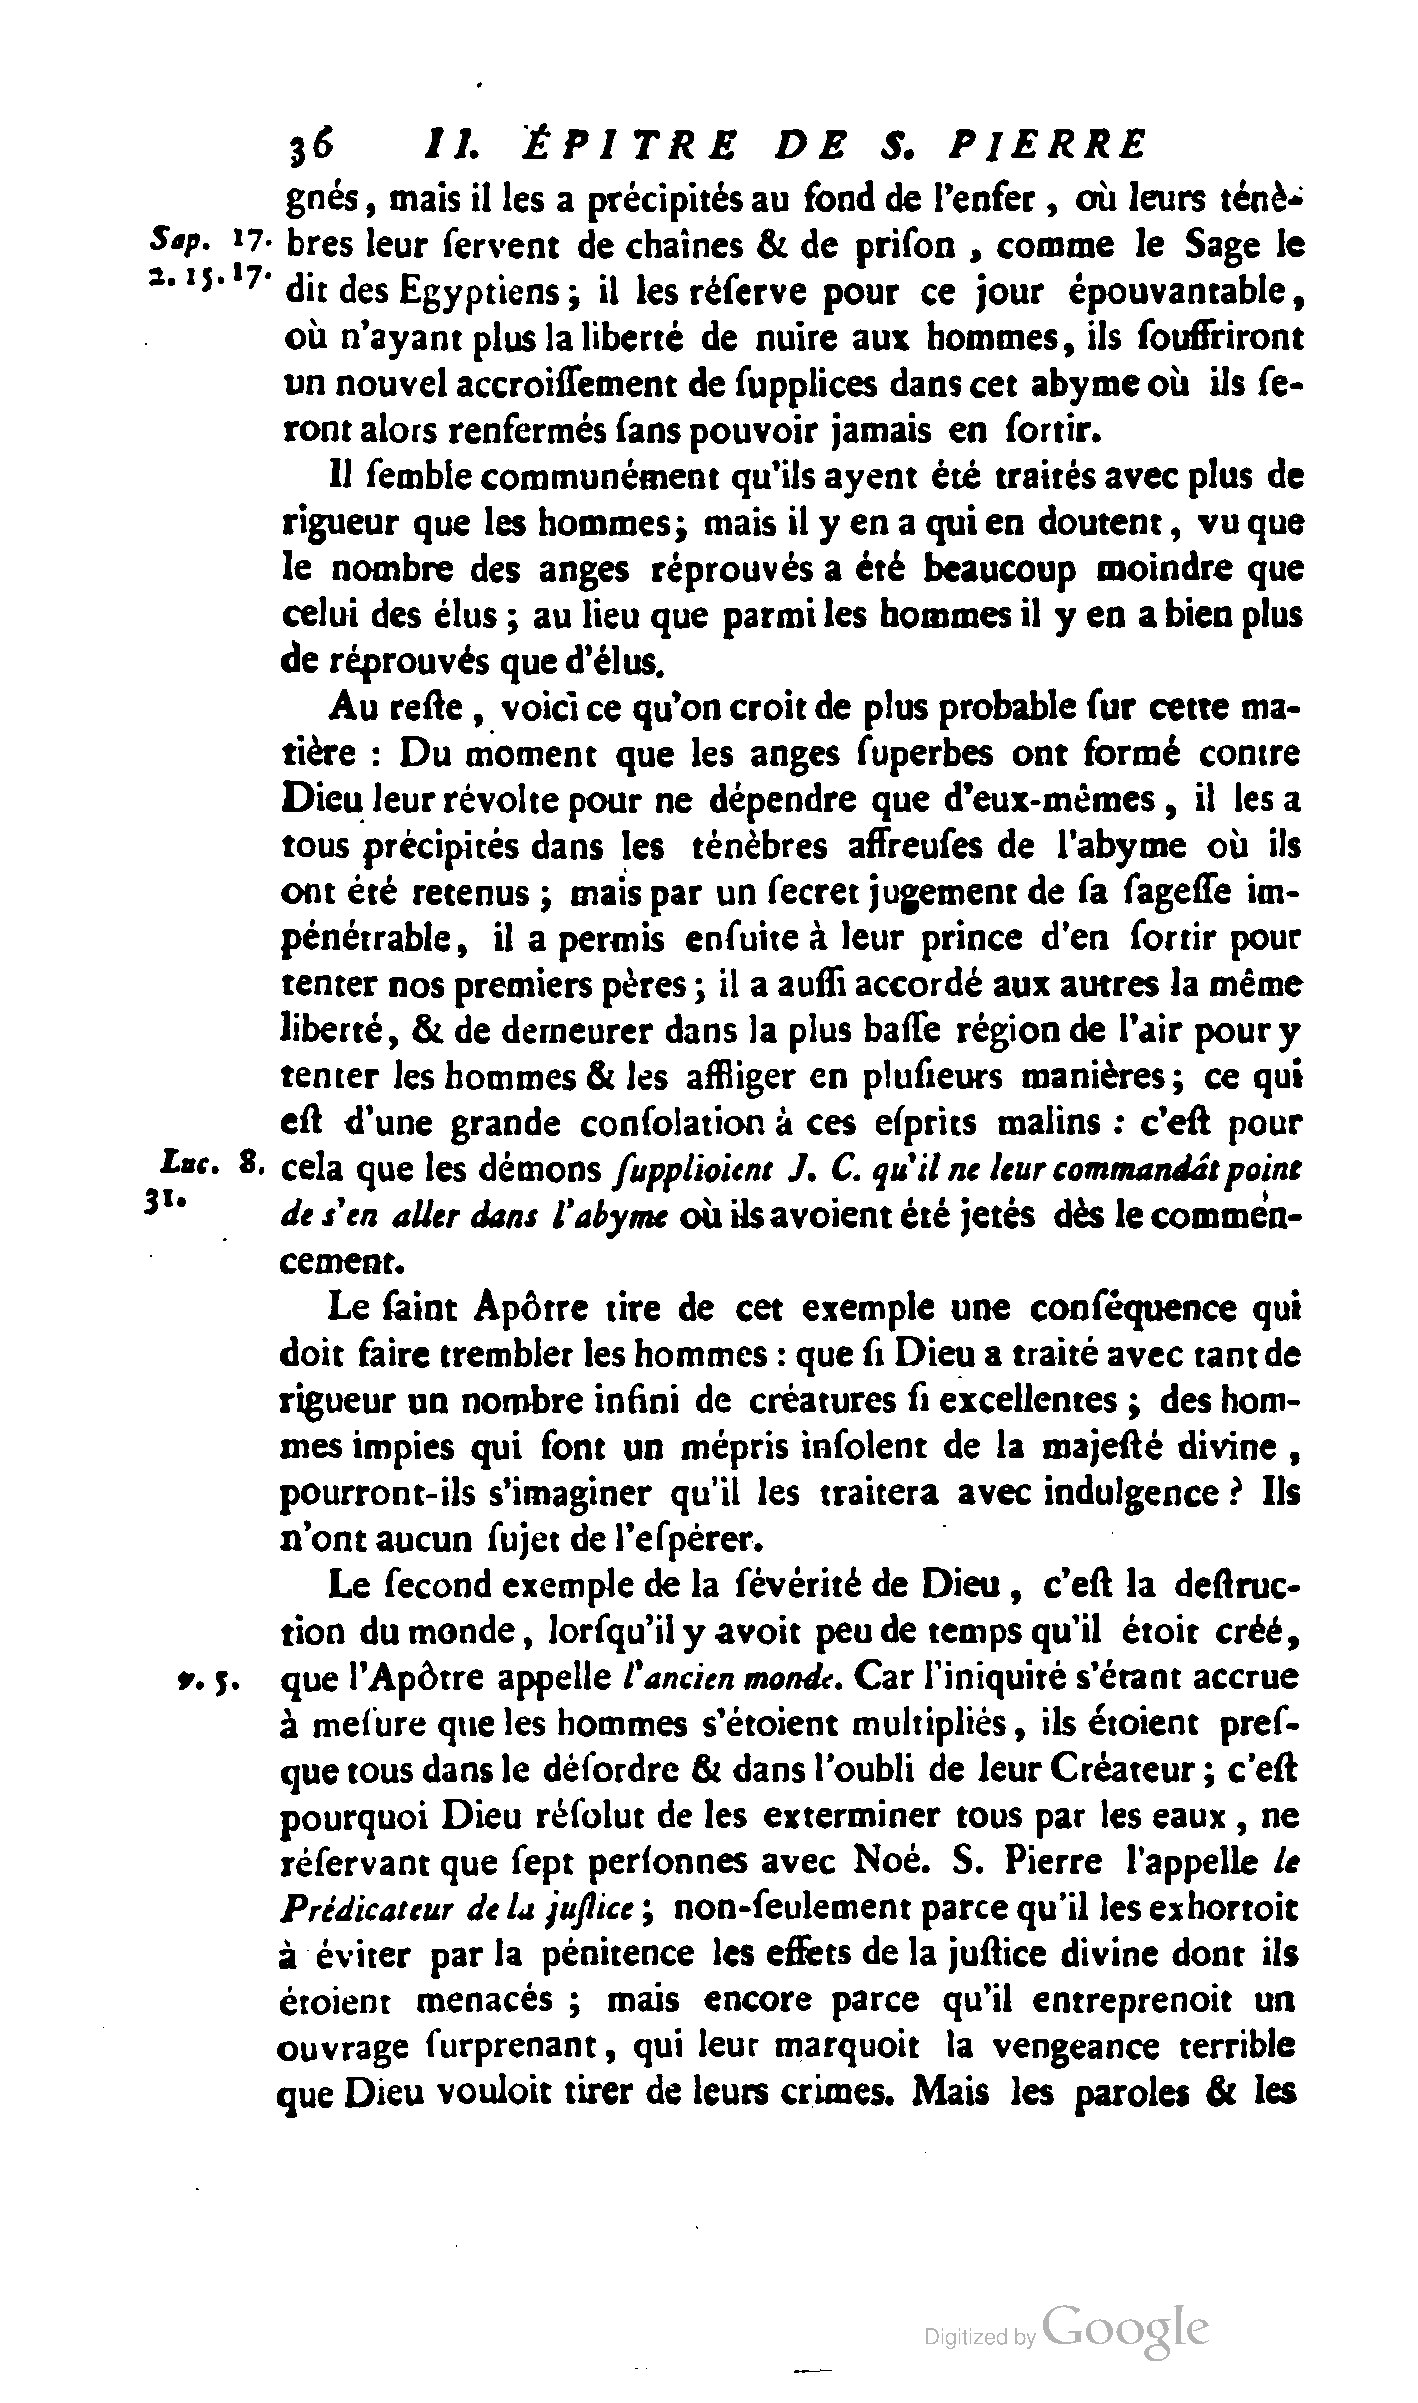 36 II. ÉPITRE DE S. PIERRE
gnés, mais il les a précipités au fond de l'enfer, où leurs ténè-
Sap. 17. bres leur ſervent de chaînes & de priſon, comme le Sage le
2. 15. 17. dit des Egyptiens; il les réſerve pour ce jour épouvantable,
où n'ayant plus la liberté de nuire aux hommes, ils ſouffriront
un nouvel accroiſſement de ſupplices dans cet abyme où ils ſe-
ront alors renfermés ſans pouvoir jamais en ſortir.
Il ſemble communément qu'ils ayent été traités avec plus de
rigueur que les hommes; mais il y en a qui en doutent, vu que
le nombre des anges réprouvés a été beaucoup moindre que
celui des élus; au lieu que parmi les hommes il y en a bien plus
de réprouvés que d'élus.
Au reſte, voici ce qu'on croit de plus probable ſur cette ma-
tière : Du moment que les anges ſuperbes ont formé contre
Dieu leur révolte pour ne dépendre que d'eux-mêmes, il les a
tous précipités dans les ténèbres affreuſes de l'abyme où ils
ont été retenus; mais par un ſecret jugement de ſa ſageſſe im-
pénétrable, il a permis enſuite à leur prince d'en ſortir pour
tenter nos premiers pères; il a auſſi accordé aux autres la même
liberté, & de demeurer dans la plus baſſe région de l'air pour y
tenter les hommes & les affliger en pluſieurs manières; ce qui
eſt d'une grande conſolation à ces eſprits malins : c'eſt pour
Luc. 8. cela que les démons ſupplioient J. C. qu'il ne leur commandât point
31. de s'en aller dans l'abyme où ils avoient été jetés dès le commen-
cement.
Le ſaint Apôtre tire de cet exemple une conſéquence qui
doit faire trembler les hommes : que ſi Dieu a traité avec tant de
rigueur un nombre infini de créatures ſi excellentes; des hom-
mes impies qui font un mépris inſolent de la majeſté divine,
pourront-ils s'imaginer qu'il les traitera avec indulgence? Ils
n'ont aucun ſujet de l'eſpérer.
Le ſecond exemple de la ſévérité de Dieu, c'eſt la deſtruc-
tion du monde, lorſqu'il y avoit peu de temps qu'il étoit créé,
v. 5. que l'Apôtre appelle l'ancien monde. Car l'iniquité s'étant accrue
à meſure que les hommes s'étoient multipliés, ils étoient preſ-
que tous dans le déſordre & dans l'oubli de leur Créateur; c'eſt
pourquoi Dieu réſolut de les exterminer tous par les eaux, ne
réſervant que ſept perſonnes avec Noé. S. Pierre l'appelle le
Prédicateur de la juſtice; non-ſeulement parce qu'il les exhortoit
à éviter par la pénitence les effets de la juſtice divine dont ils
étoient menacés; mais encore parce qu'il entreprenoit un
ouvrage ſurprenant, qui leur marquoit la vengeance terrible
que Dieu vouloit tirer de leurs crimes. Mais les paroles & les
Digitized by Google